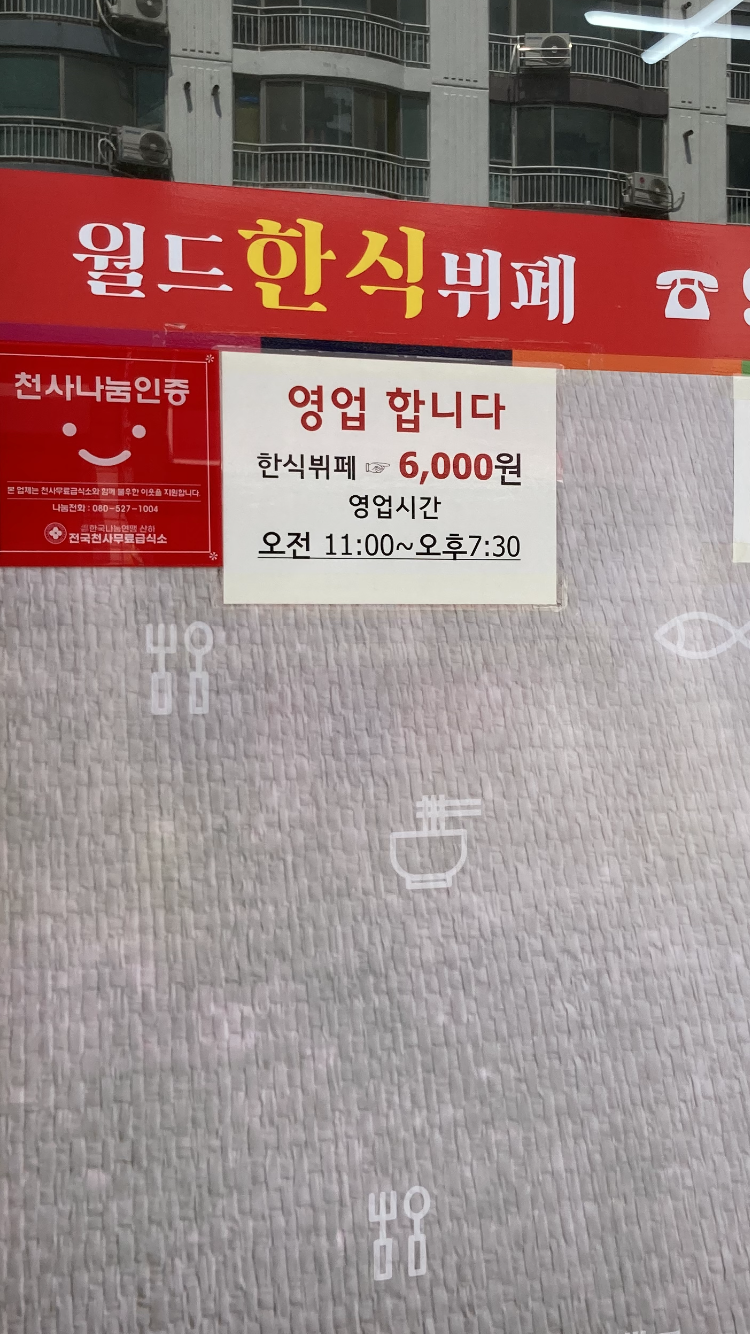 월드한식뷔페
천사나눔인증
본 업체는 천사무료급식소와 함께 불우한 이웃을 지원합니다.
나눔전화 : 080-527-1004
한국나눔연맹 산하
전국천사무료급식소
영업 합니다
한식뷔페 ☞ 6,000원
영업시간
오전 11:00~오후7:30